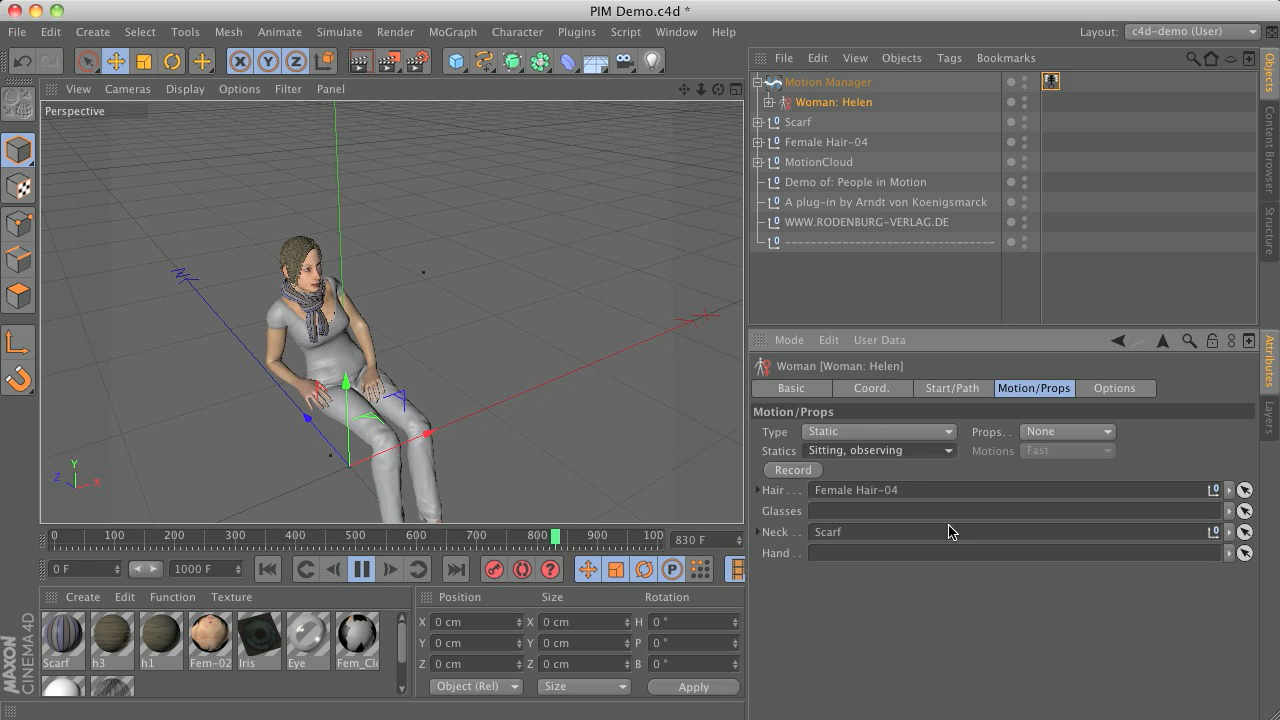 PIM Demo.c4d *
File Edit Create Select Tools Mesh Animate Simulate Render MoGraph Character Plugins Script Window Help Layout: c4d-demo (User)
X Y Z
File Edit View Objects Tags Bookmarks
View Cameras Display Options Filter Panel
Perspective
Motion Manager
Woman: Helen
Scarf
Female Hair-04
MotionCloud
Demo of: People in Motion
A plug-in by Arndt von Koenigsmarck
WWW.RODENBURG-VERLAG.DE
---------------------------------
Objects
Content Browser
Structure
Z
X
Y
Z X
Mode Edit User Data
Woman [Woman: Helen]
Basic Coord. Start/Path Motion/Props Options
Motion/Props
Type Static Props. . None
Statics Sitting, observing Motions Fast
Record
Hair . . . Female Hair-04
Glasses
Neck . . Scarf
Hand . .
Attributes
Layers
0 100 200 300 400 500 600 700 800 900 100 830 F
0 F 1000 F
Create Edit Function Texture
Scarf h3 h1 Fem-02 Iris Eye Fem_Clo
Position Size Rotation
X 0 cm X 0 cm H 0 °
Y 0 cm Y 0 cm P 0 °
Z 0 cm Z 0 cm B 0 °
Object (Rel) Size Apply
MAXON
CINEMA 4D